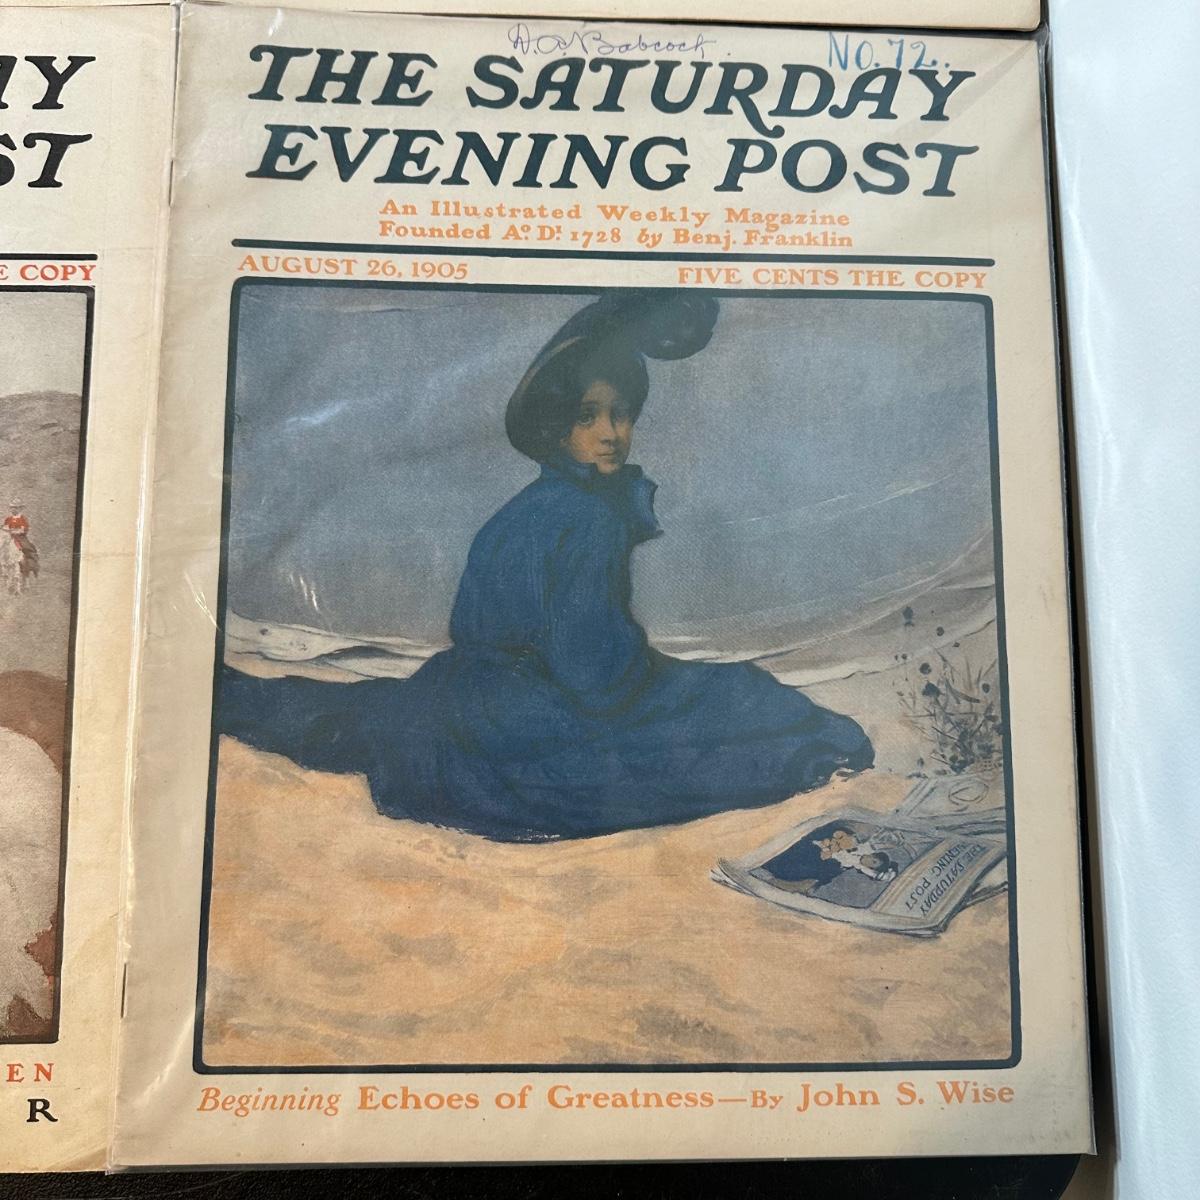 D. A. Babcock.
No. 72.
THE SATURDAY
EVENING POST
An Illustrated Weekly Magazine
Founded Aº. Dⁱ. 1728 by Benj. Franklin
AUGUST 26, 1905
FIVE CENTS THE COPY
THE SATURDAY
EVENING POST
Beginning Echoes of Greatness—By John S. Wise
AY
ST
E COPY
EN
R